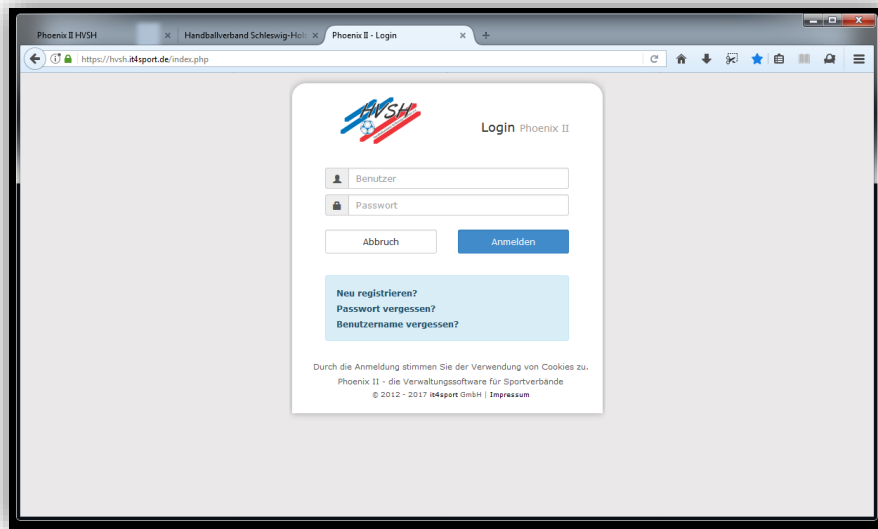 Phoenix II HVSH
Handballverband Schleswig-Hol
Phoenix II - Login
https://hvsh.it4sport.de/index.php
HVSH
Login Phoenix II
Benutzer
Passwort
Abbruch
Anmelden
Neu registrieren?
Passwort vergessen?
Benutzername vergessen?
Durch die Anmeldung stimmen Sie der Verwendung von Cookies zu.
Phoenix II - die Verwaltungssoftware für Sportverbände
© 2012 - 2017 it4sport GmbH | Impressum